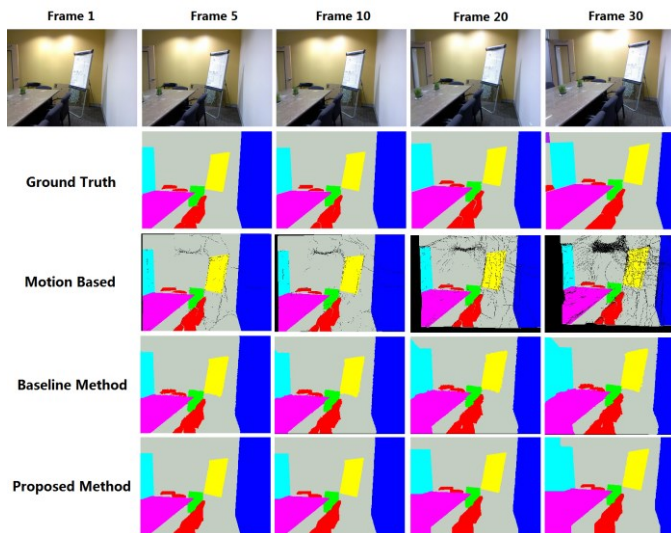 Frame 1 Frame 5 Frame 10 Frame 20 Frame 30
Ground Truth
Motion Based
Baseline Method
Proposed Method